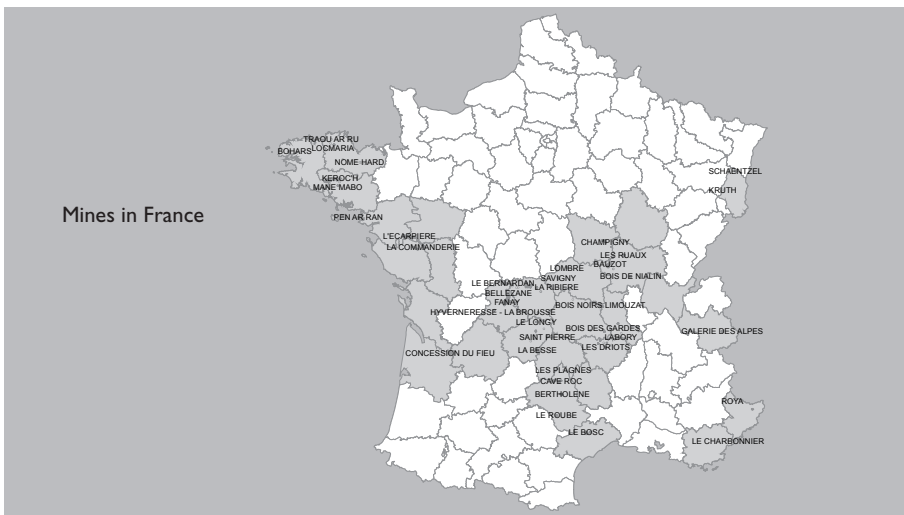 TRAOU AR RU
LOCMARIA
BOHARS
NOME HARD
KEROC'H
MANE MABO
PEN AR RAN
L'ECARPIERE
LA COMMANDERIE
Mines in France
SCHAENTZEL
KRUTH
CHAMPIGNY
LES RUAUX
BAUZOT
LOMBRE
BOIS DE NIALIN
SAVIGNY
LE BERNARDAN
LA RIBIERE
BELLEZANE
FANAY
BOIS NOIRS LIMOUZAT
HYVERNERESSE - LA BROUSSE
LE LONGY
BOIS DES GARDES
GALERIE DES ALPES
SAINT PIERRE
LABORY
LES DRIOTS
LA BESSE
CONCESSION DU FIEU
LES PLAGNES
CAVE ROC
BERTHOLENE
ROYA
LE ROUBE
LE BOSC
LE CHARBONNIER